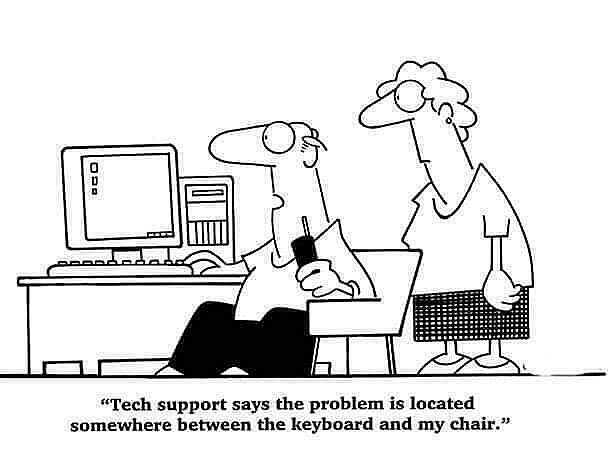 “Tech support says the problem is located
somewhere between the keyboard and my chair.”